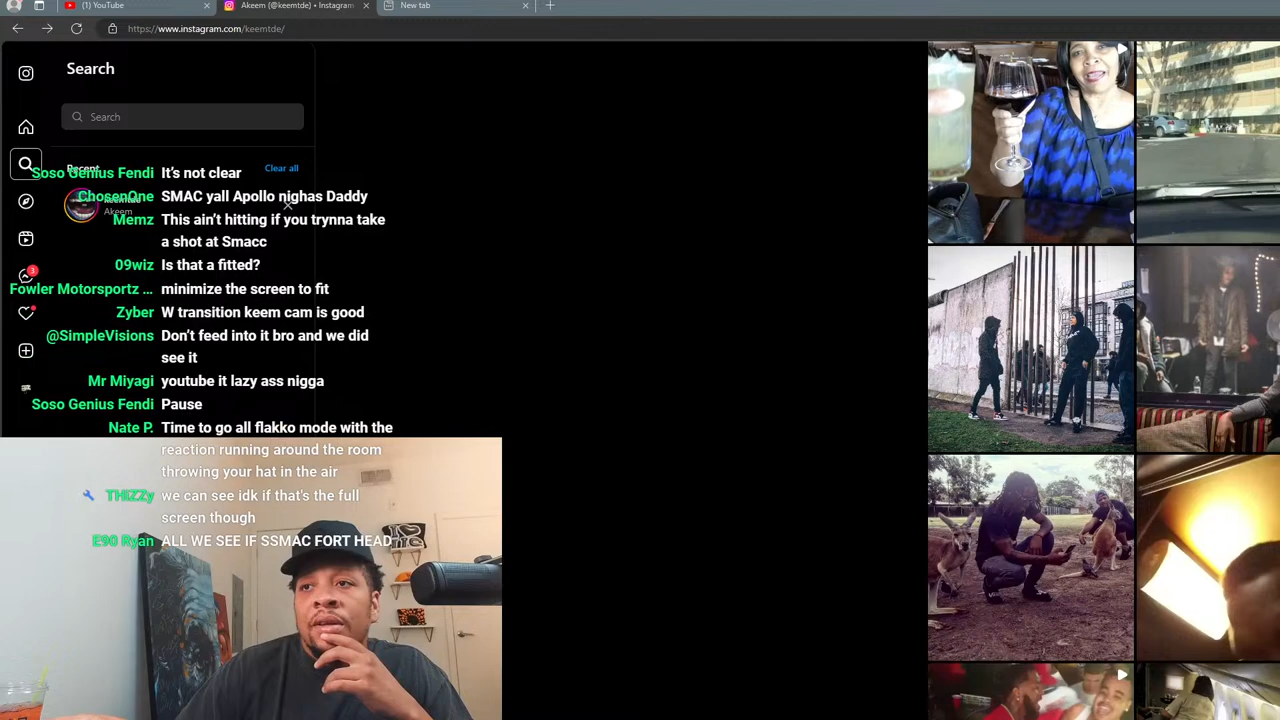 (1) YouTube
Akeem (@keemtde) • Instagram
New tab
https://www.instagram.com/keemtde/
Search
Search
Recent
Clear all
Akeem
3
Soso Genius Fendi It's not clear
ChosenOne SMAC yall Apollo nighas Daddy
Memz This ain't hitting if you trynna take
a shot at Smacc
09wiz Is that a fitted?
Fowler Motorsportz ... minimize the screen to fit
Zyber W transition keem cam is good
@SimpleVisions Don't feed into it bro and we did
see it
Mr Miyagi youtube it lazy ass nigga
Soso Genius Fendi Pause
Nate P. Time to go all flakko mode with the
reaction running around the room
throwing your hat in the air
THIZZy we can see idk if that's the full
screen though
E90 Ryan ALL WE SEE IF SSMAC FORT HEAD